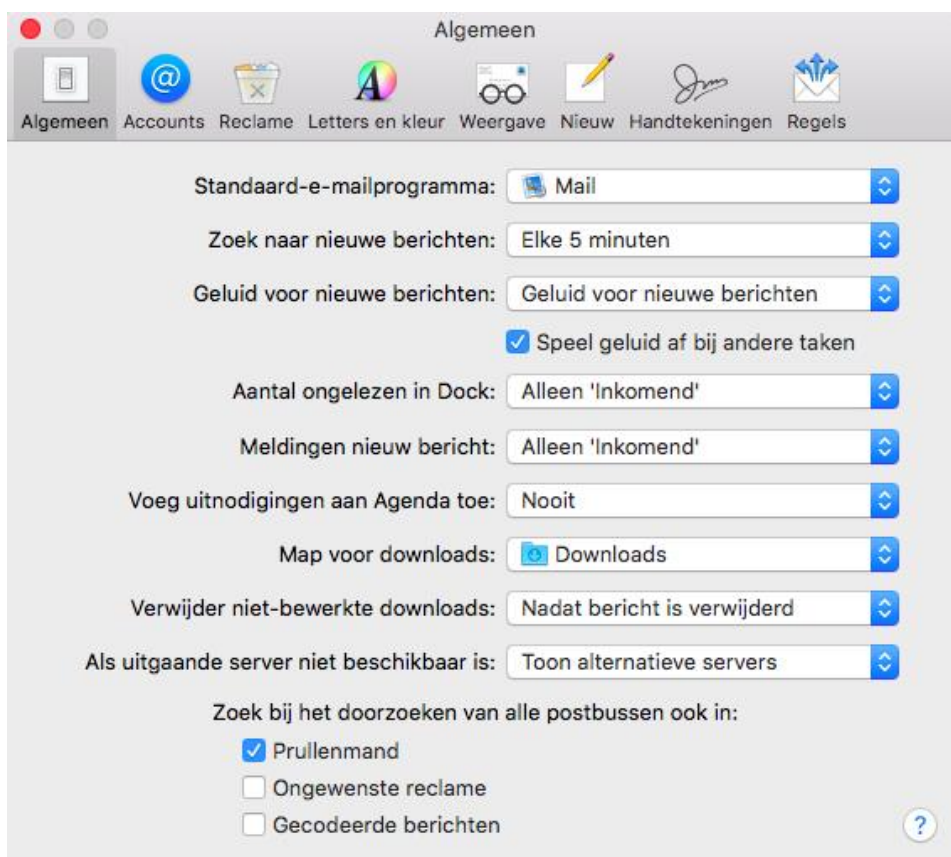 Algemeen
Algemeen Accounts Reclame Letters en kleur Weergave Nieuw Handtekeningen Regels
Standaard-e-mailprogramma: Mail
Zoek naar nieuwe berichten: Elke 5 minuten
Geluid voor nieuwe berichten: Geluid voor nieuwe berichten
Speel geluid af bij andere taken
Aantal ongelezen in Dock: Alleen 'Inkomend'
Meldingen nieuw bericht: Alleen 'Inkomend'
Voeg uitnodigingen aan Agenda toe: Nooit
Map voor downloads: Downloads
Verwijder niet-bewerkte downloads: Nadat bericht is verwijderd
Als uitgaande server niet beschikbaar is: Toon alternatieve servers
Zoek bij het doorzoeken van alle postbussen ook in:
Prullenmand
Ongewenste reclame
Gecodeerde berichten
?